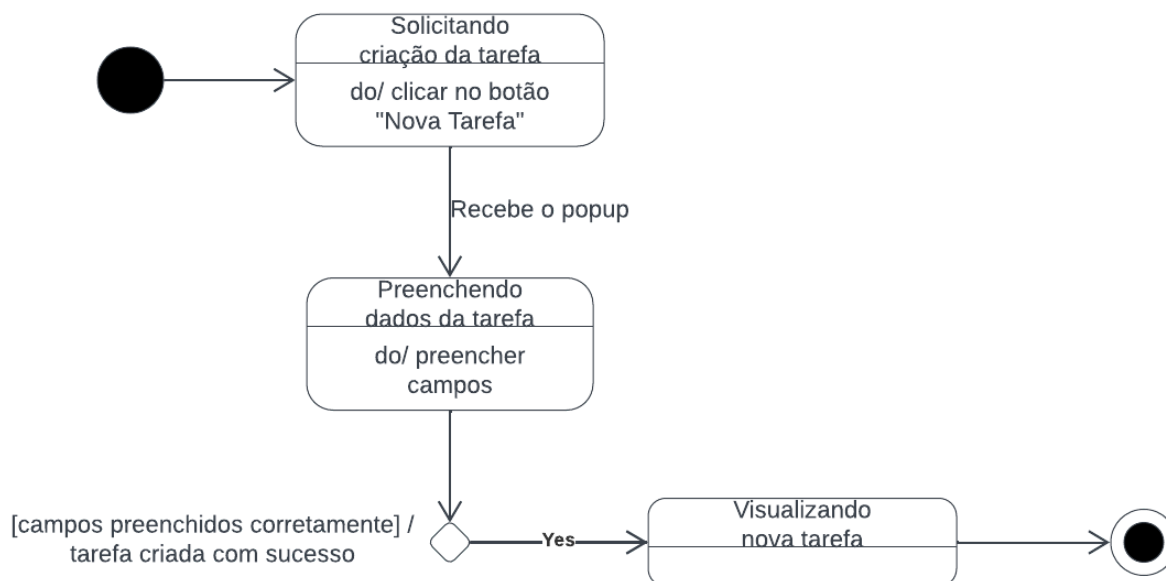 Solicitando
criação da tarefa
do/ clicar no botão
"Nova Tarefa"
Recebe o popup
Preenchendo
dados da tarefa
do/ preencher
campos
[campos preenchidos corretamente] /
tarefa criada com sucesso
Yes
Visualizando
nova tarefa